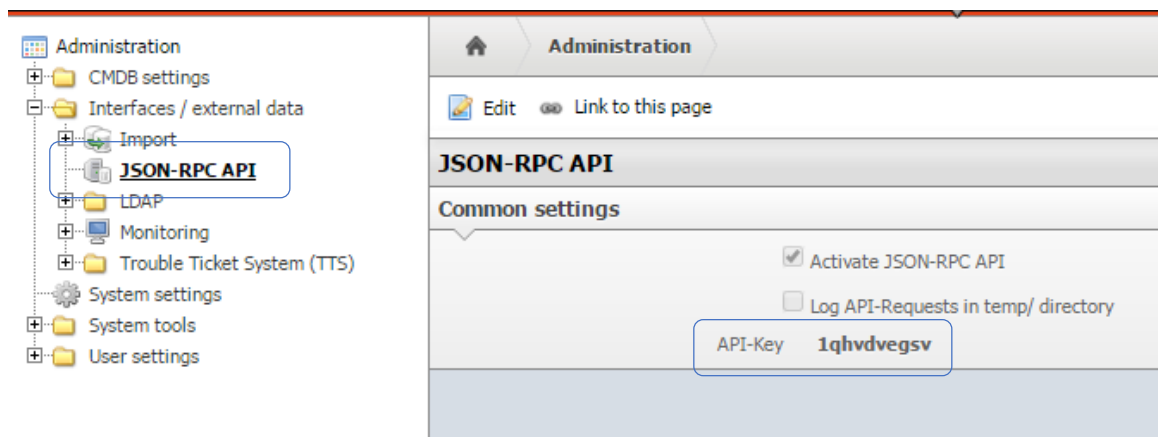 Administration
CMDB settings
Interfaces / external data
Import
JSON-RPC API
LDAP
Monitoring
Trouble Ticket System (TTS)
System settings
System tools
User settings
Administration
Edit
Link to this page
JSON-RPC API
Common settings
Activate JSON-RPC API
Log API-Requests in temp/ directory
API-Key 1qhvdvegsv